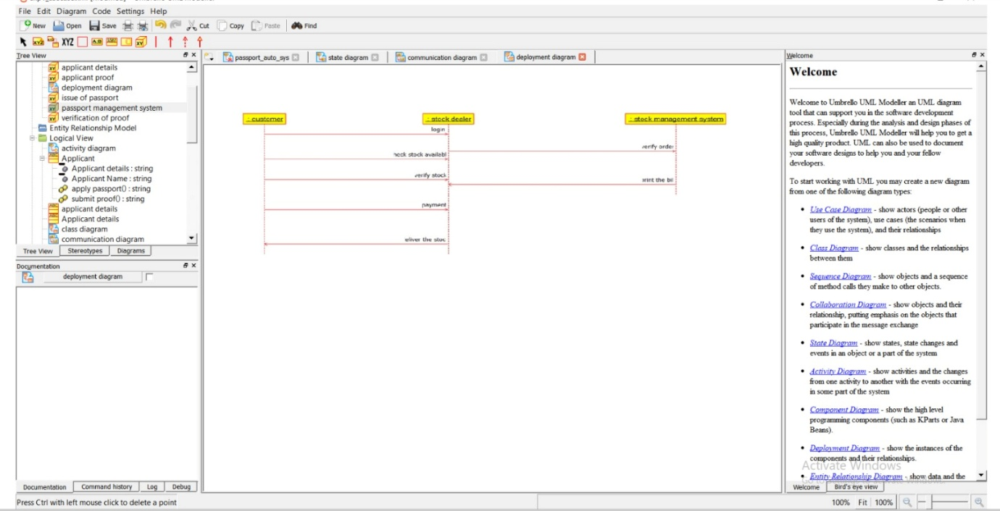 File Edit Diagram Code Settings Help
New Open Save Cut Copy Paste Find
XYZ
Tree View
applicant details
applicant proof
deployment diagram
issue of passport
passport management system
verification of proof
Entity Relationship Model
Logical View
activity diagram
Applicant
Applicant details : string
Applicant Name : string
apply passport() : string
submit proof() : string
applicant details
Applicant details
class diagram
communication diagram
Tree View Stereotypes Diagrams
Documentation
deployment diagram
Documentation Command history Log Debug
Press Ctrl with left mouse click to delete a point
passport_auto_sys state diagram communication diagram deployment diagram
: customer : stock dealer : stock management system
login
verify order
heck stock availabl
verify stock
print the bil
payment
eliver the stoc
Welcome
Welcome
Welcome to Umbrello UML Modeller an UML diagram
tool that can support you in the software development
process. Especially during the analysis and design phases of
this process, Umbrello UML Modeller will help you to get a
high quality product. UML can also be used to document
your software designs to help you and your fellow
developers.
To start working with UML you may create a new diagram
from one of the following diagram types:
• Use Case Diagram - show actors (people or other
users of the system), use cases (the scenarios when
they use the system), and their relationships
• Class Diagram - show classes and the relationships
between them
• Sequence Diagram - show objects and a sequence
of method calls they make to other objects.
• Collaboration Diagram - show objects and their
relationship, putting emphasis on the objects that
participate in the message exchange
• State Diagram - show states, state changes and
events in an object or a part of the system
• Activity Diagram - show activities and the changes
from one activity to another with the events occurring
in some part of the system
• Component Diagram - show the high level
programming components (such as KParts or Java
Beans).
• Deployment Diagram - show the instances of the
components and their relationships.
Activate Windows
• Entity Relationship Diagram - show data and the
Welcome Bird's eye view
100% Fit 100%